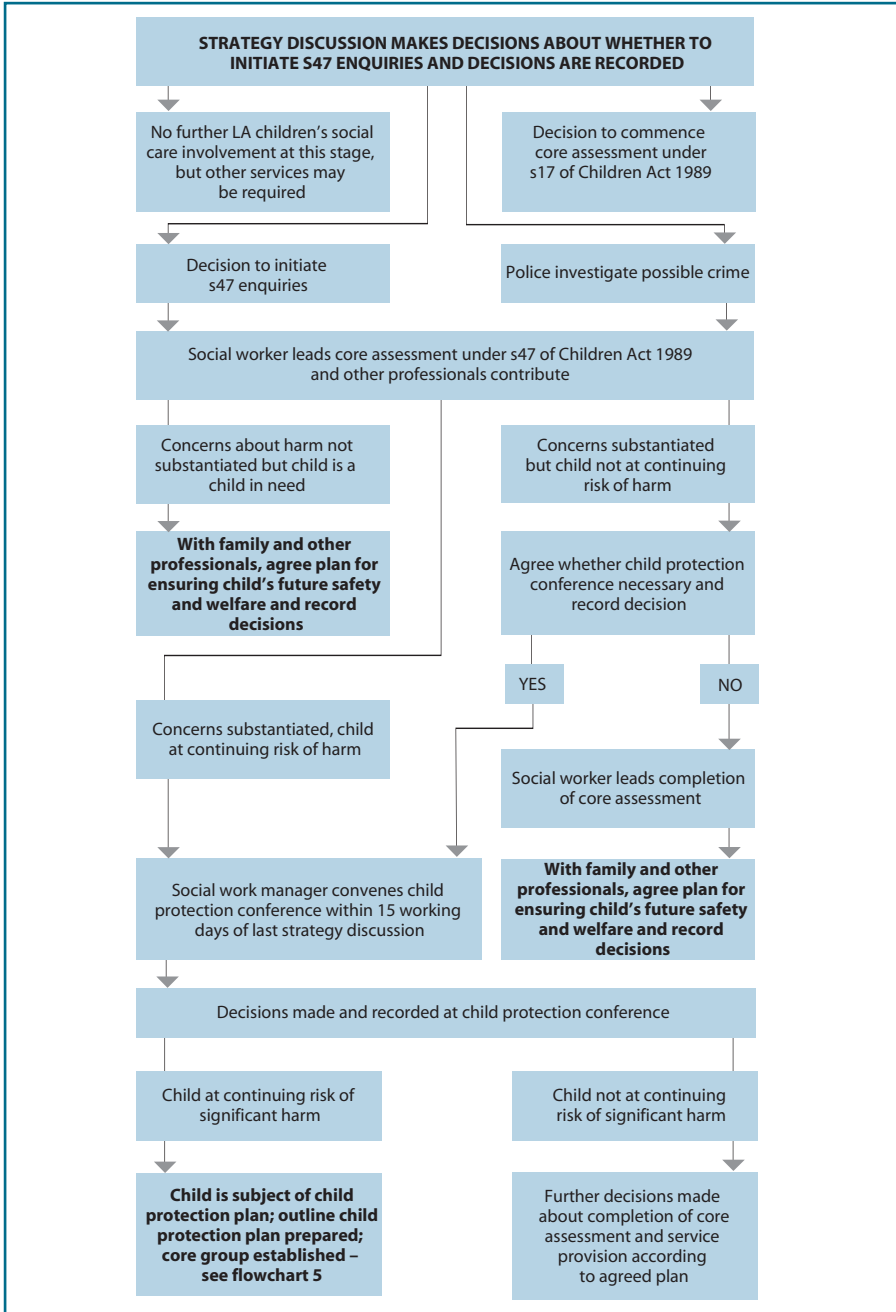 STRATEGY DISCUSSION MAKES DECISIONS ABOUT WHETHER TO
INITIATE S47 ENQUIRIES AND DECISIONS ARE RECORDED
No further LA children's social
care involvement at this stage,
but other services may
be required
Decision to commence
core assessment under
s17 of Children Act 1989
Decision to initiate
s47 enquiries
Police investigate possible crime
Social worker leads core assessment under s47 of Children Act 1989
and other professionals contribute
Concerns about harm not
substantiated but child is a
child in need
Concerns substantiated
but child not at continuing
risk of harm
With family and other
professionals, agree plan for
ensuring child's future safety
and welfare and record
decisions
Agree whether child protection
conference necessary and
record decision
YES
NO
Concerns substantiated, child
at continuing risk of harm
Social worker leads completion
of core assessment
Social work manager convenes child
protection conference within 15 working
days of last strategy discussion
With family and other
professionals, agree plan for
ensuring child's future safety
and welfare and record
decisions
Decisions made and recorded at child protection conference
Child at continuing risk of
significant harm
Child not at continuing
risk of significant harm
Child is subject of child
protection plan; outline child
protection plan prepared;
core group established –
see flowchart 5
Further decisions made
about completion of core
assessment and service
provision according
to agreed plan